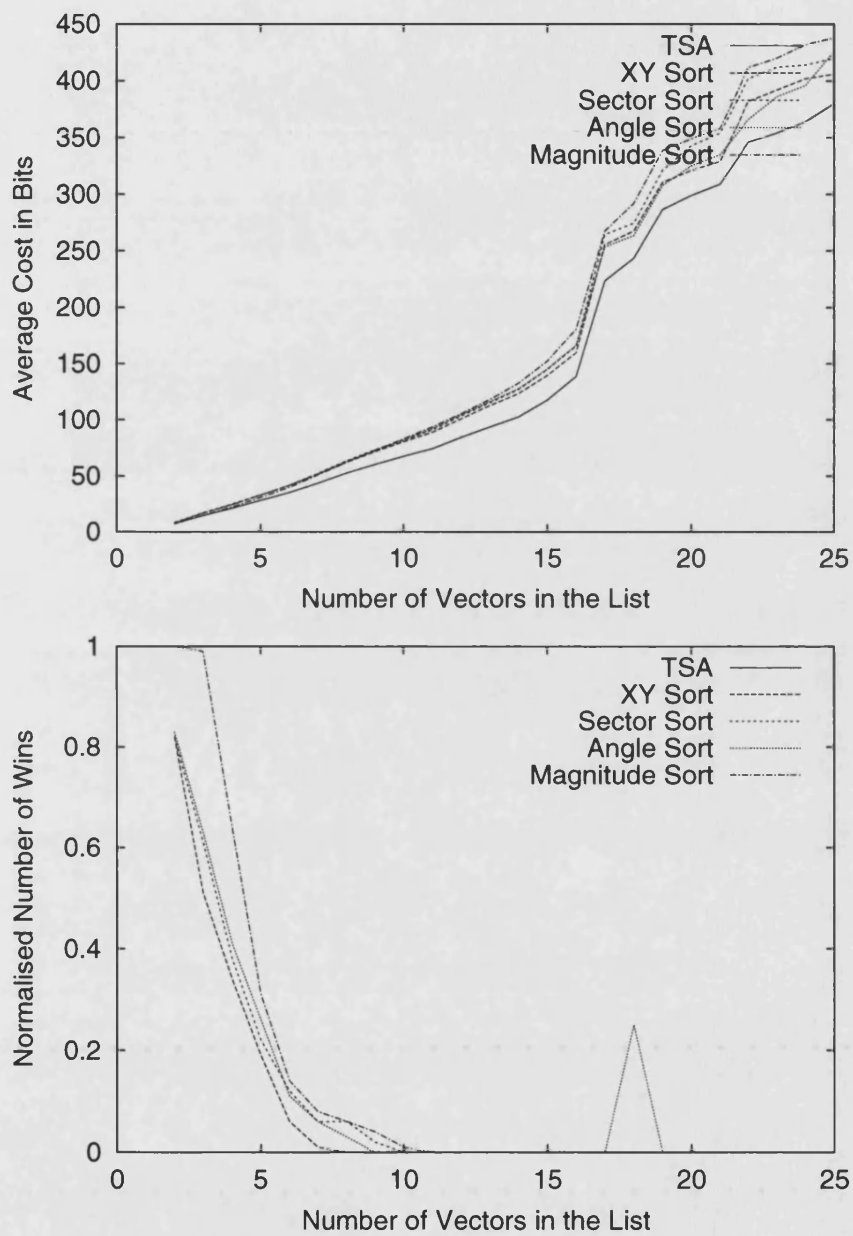 450
400
350
300
250
200
150
100
50
0
Average Cost in Bits
TSA
XY Sort
Sector Sort
Angle Sort
Magnitude Sort
0 5 10 15 20 25
Number of Vectors in the List
1
0.8
0.6
0.4
0.2
0
Normalised Number of Wins
TSA
XY Sort
Sector Sort
Angle Sort
Magnitude Sort
0 5 10 15 20 25
Number of Vectors in the List